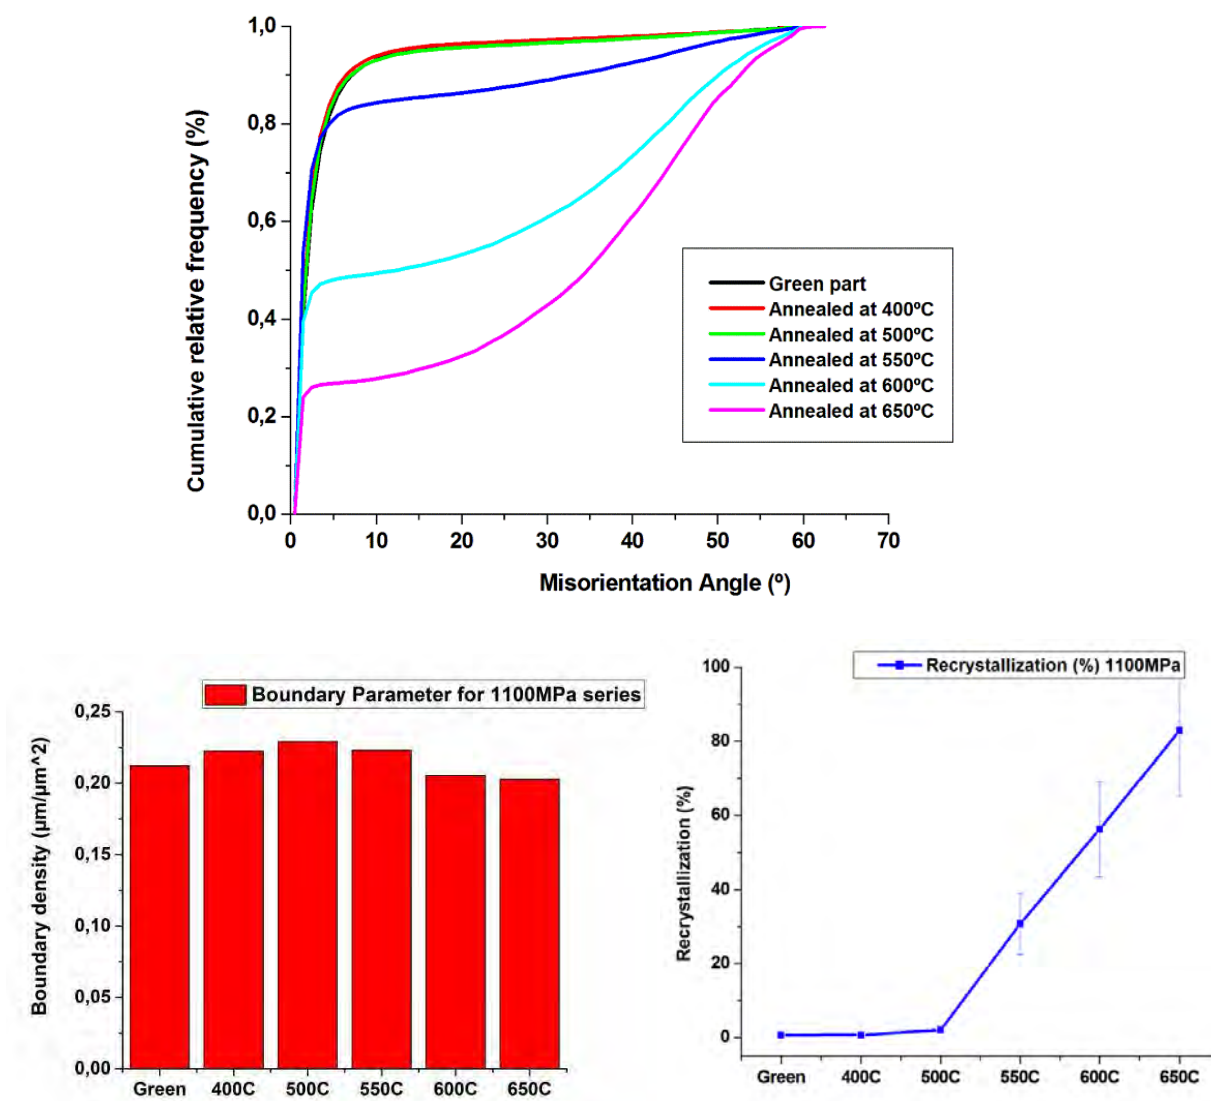 1,0
0,8
0,6
0,4
0,2
0,0
Cumulative relative frequency (%)
0 10 20 30 40 50 60 70
Misorientation Angle (º)
Green part
Annealed at 400ºC
Annealed at 500ºC
Annealed at 550ºC
Annealed at 600ºC
Annealed at 650ºC
Boundary Parameter for 1100MPa series
0,25
0,20
0,15
0,10
0,05
0,00
Boundary density (µm/µm^2)
Green 400C 500C 550C 600C 650C
Recrystallization (%) 1100MPa
100
80
60
40
20
0
Recrystallization (%)
Green 400C 500C 550C 600C 650C